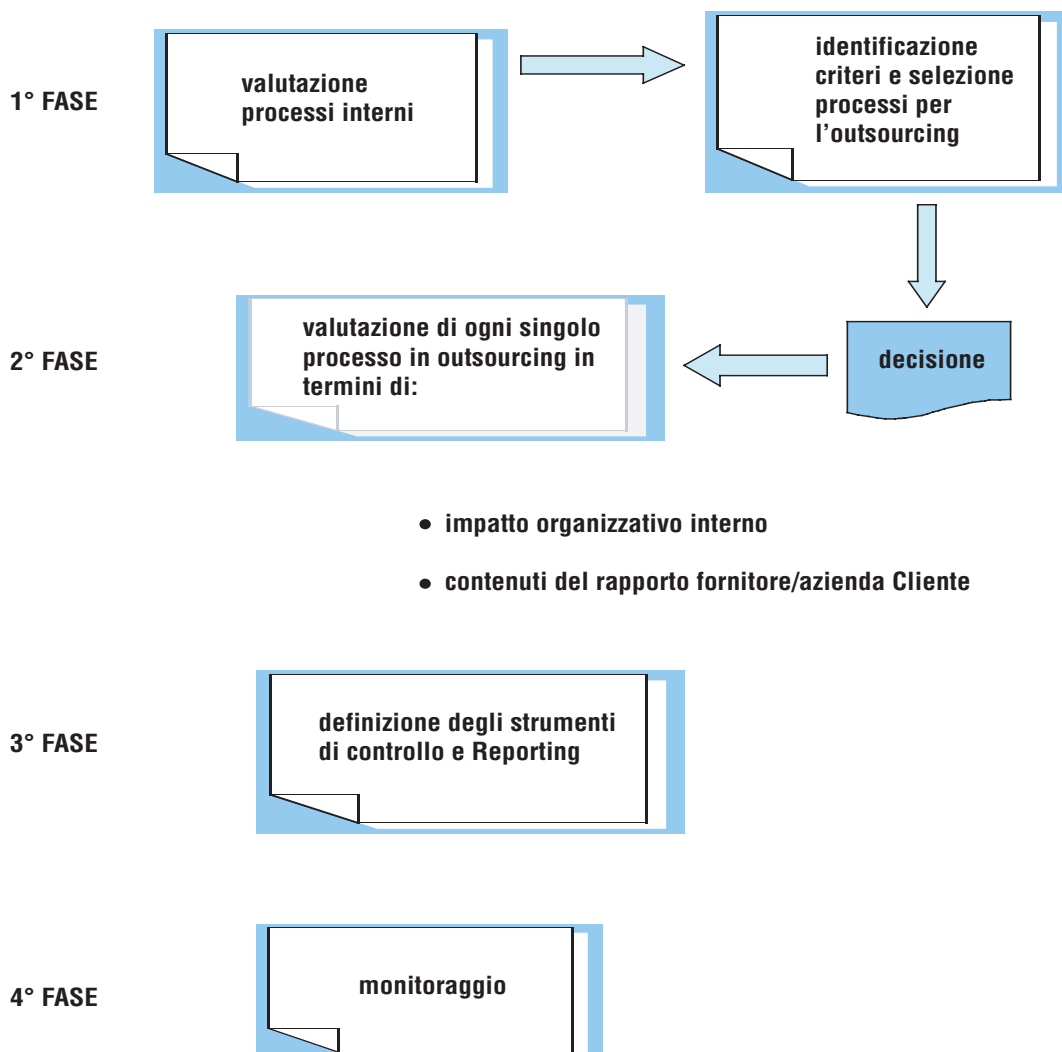 1° FASE
valutazione
processi interni
identificazione
criteri e selezione
processi per
l'outsourcing
2° FASE
valutazione di ogni singolo
processo in outsourcing in
termini di:
decisione
• impatto organizzativo interno
• contenuti del rapporto fornitore/azienda Cliente
3° FASE
definizione degli strumenti
di controllo e Reporting
4° FASE
monitoraggio